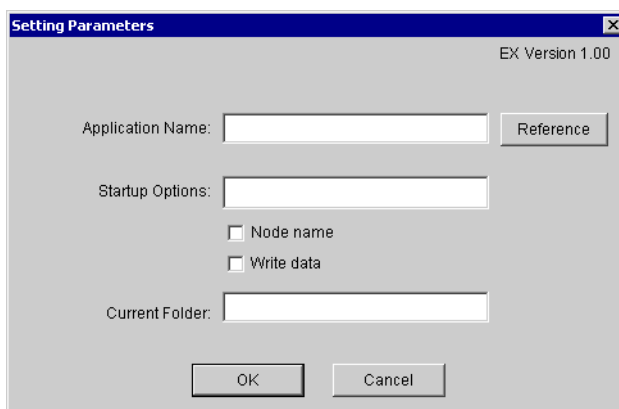 Setting Parameters
EX Version 1.00
Application Name:
Reference
Startup Options:
Node name
Write data
Current Folder:
OK
Cancel